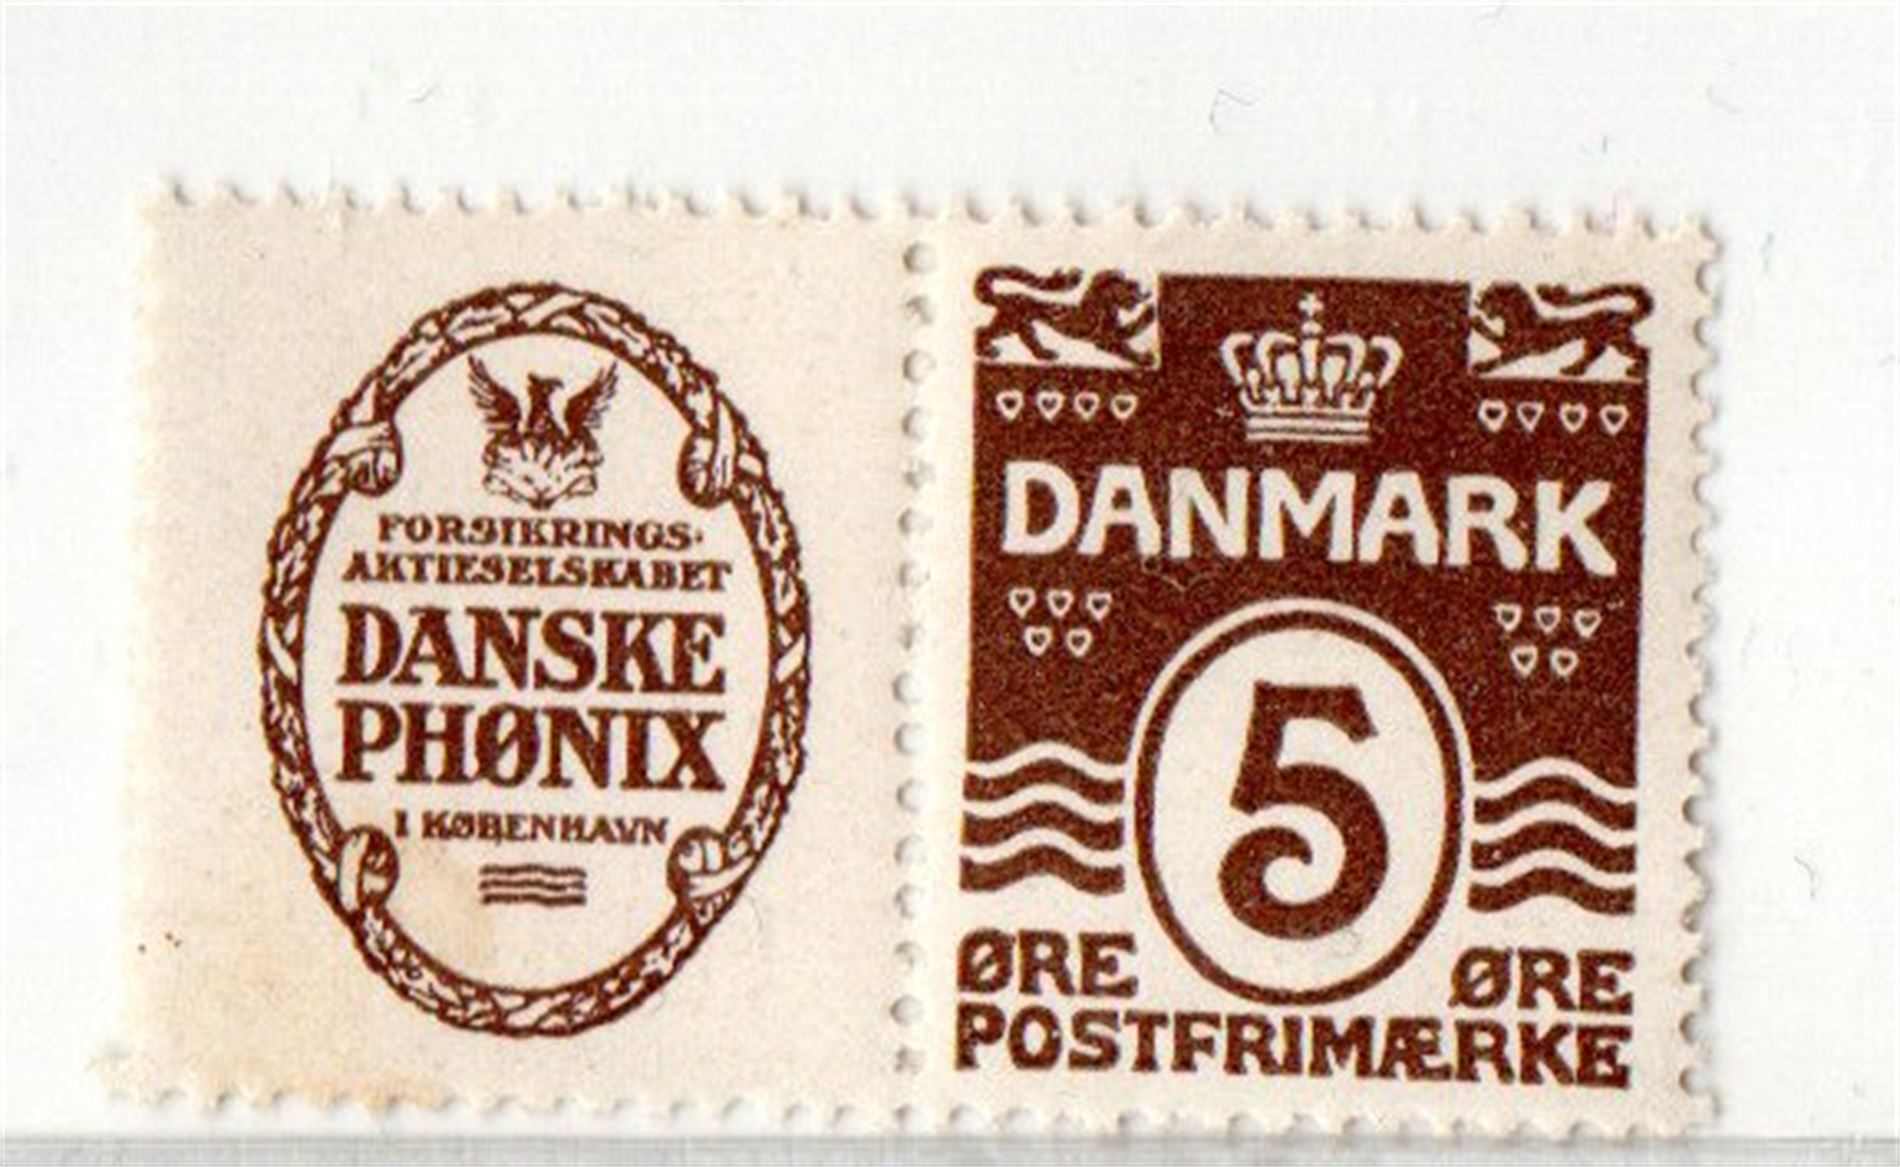 FORSIKRINGS-
AKTIESELSKABET
DANSKE
PHØNIX
I KØBENHAVN
DANMARK
5
ØRE ØRE
POSTFRIMÆRKE